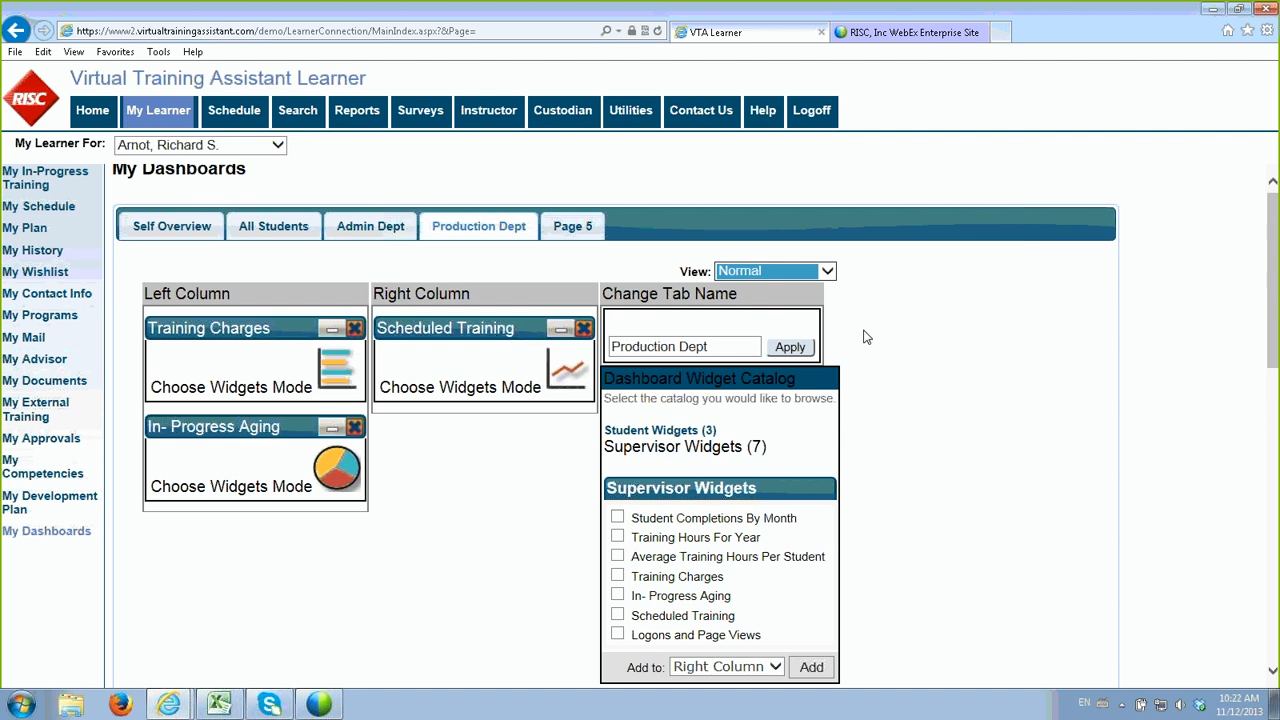 https://www2.virtualtrainingassistant.com/demo/LearnerConnection/MainIndex.aspx?&Page=
VTA Learner
RISC, Inc WebEx Enterprise Site
File Edit View Favorites Tools Help
RISC
Virtual Training Assistant Learner
Home My Learner Schedule Search Reports Surveys Instructor Custodian Utilities Contact Us Help Logoff
My Learner For: Arnot, Richard S.
My In-Progress
Training
My Schedule
My Plan
My History
My Wishlist
My Contact Info
My Programs
My Mail
My Advisor
My Documents
My External
Training
My Approvals
My
Competencies
My Development
Plan
My Dashboards
My Dashboards
Self Overview All Students Admin Dept Production Dept Page 5
View: Normal
Left Column
Training Charges
Choose Widgets Mode
In- Progress Aging
Choose Widgets Mode
Right Column
Scheduled Training
Choose Widgets Mode
Change Tab Name
Production Dept Apply
Dashboard Widget Catalog
Select the catalog you would like to browse.
Student Widgets (3)
Supervisor Widgets (7)
Supervisor Widgets
Student Completions By Month
Training Hours For Year
Average Training Hours Per Student
Training Charges
In- Progress Aging
Scheduled Training
Logons and Page Views
Add to: Right Column Add
EN
10:22 AM
11/12/2013